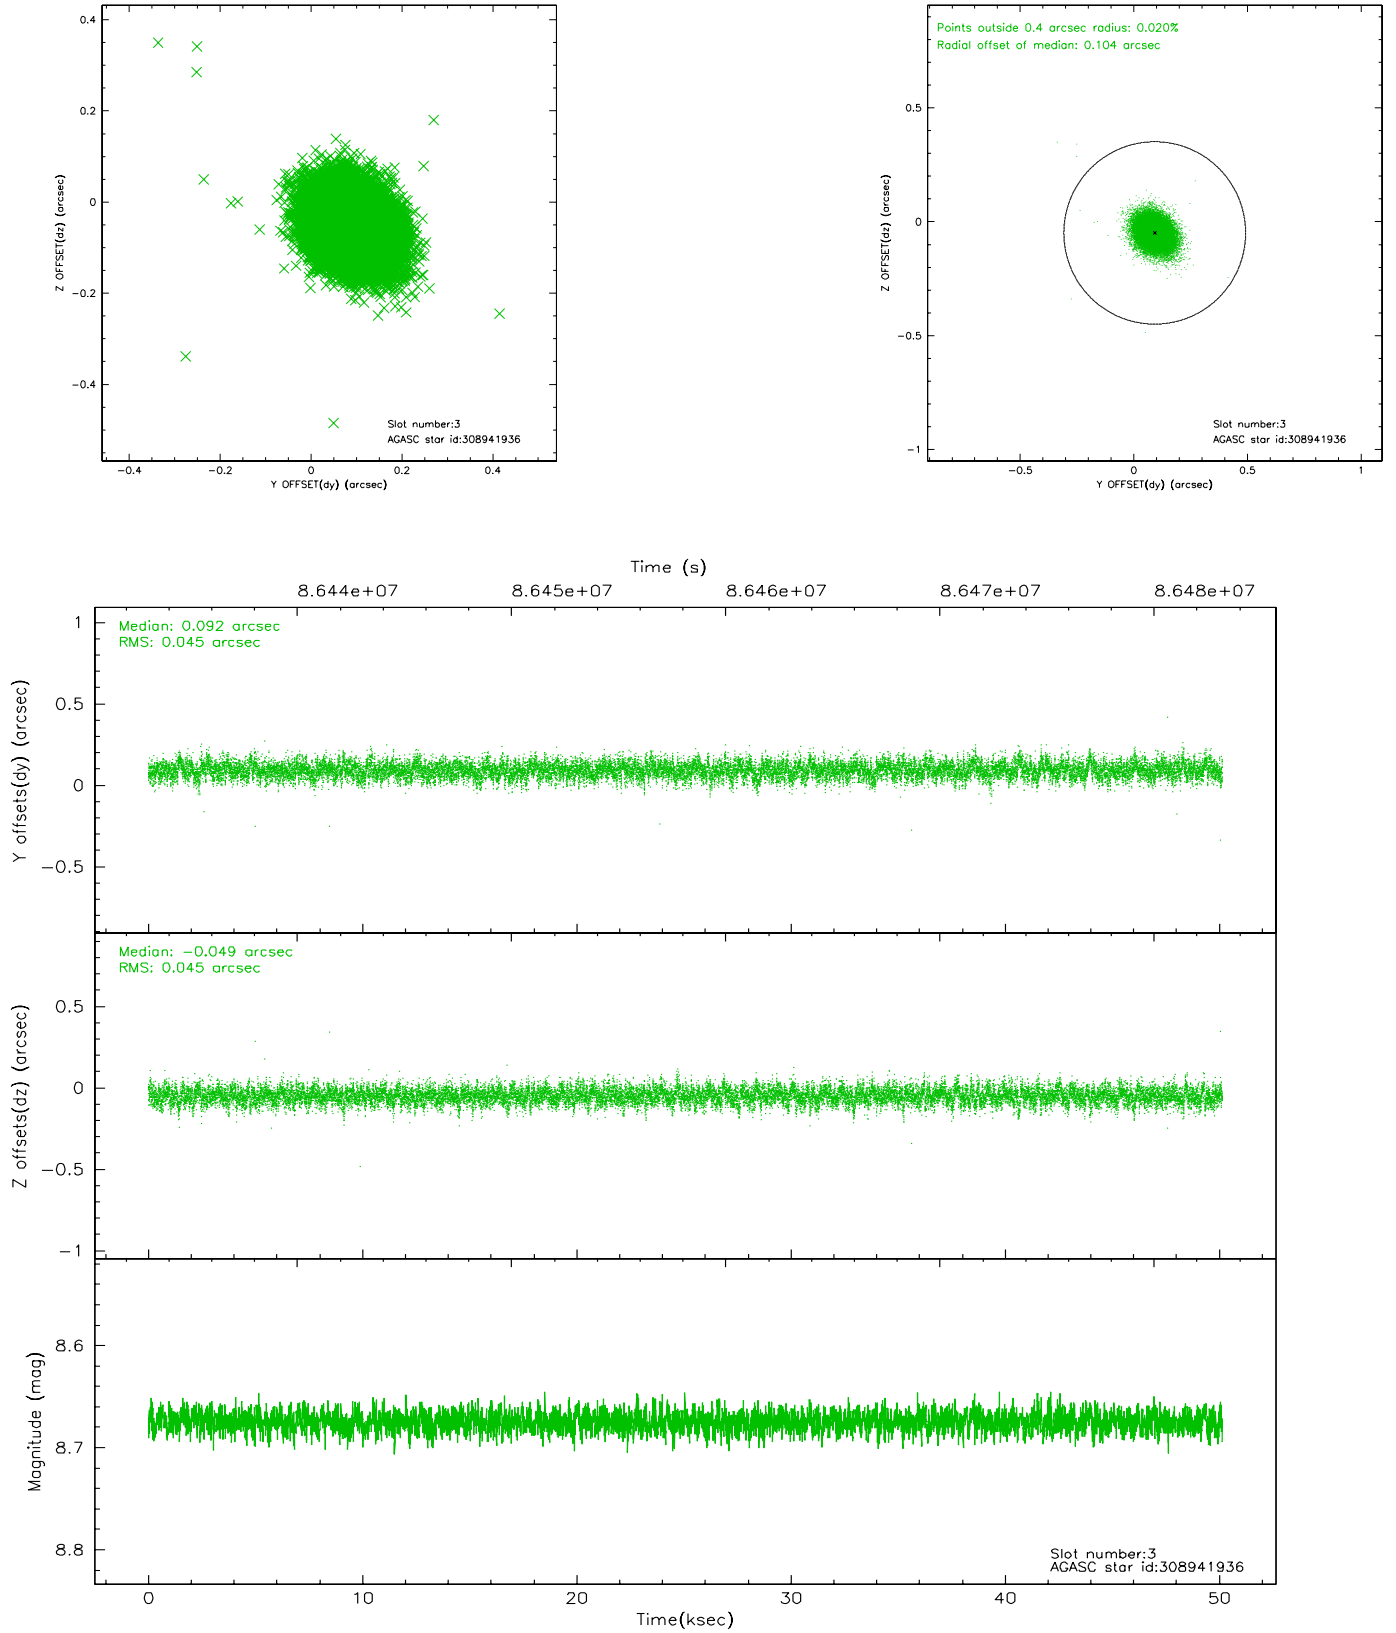 0.4
0.2
0
−0.2
−0.4
Z OFFSET(dz) (arcsec)
Slot number:3
AGASC star id:308941936
−0.4 −0.2 0 0.2 0.4
Y OFFSET(dy) (arcsec)
Points outside 0.4 arcsec radius: 0.020%
Radial offset of median: 0.104 arcsec
0.5
0
−0.5
−1
Z OFFSET(dz) (arcsec)
Slot number:3
AGASC star id:308941936
−0.5 0 0.5 1
Y OFFSET(dy) (arcsec)
Time (s)
8.644e+07 8.645e+07 8.646e+07 8.647e+07 8.648e+07
Median: 0.092 arcsec
RMS: 0.045 arcsec
1
0.5
0
−0.5
Y offsets(dy) (arcsec)
Median: −0.049 arcsec
RMS: 0.045 arcsec
0.5
0
−0.5
−1
Z offsets(dz) (arcsec)
8.6
8.7
8.8
Magnitude (mag)
Slot number:3
AGASC star id:308941936
0 10 20 30 40 50
Time(ksec)